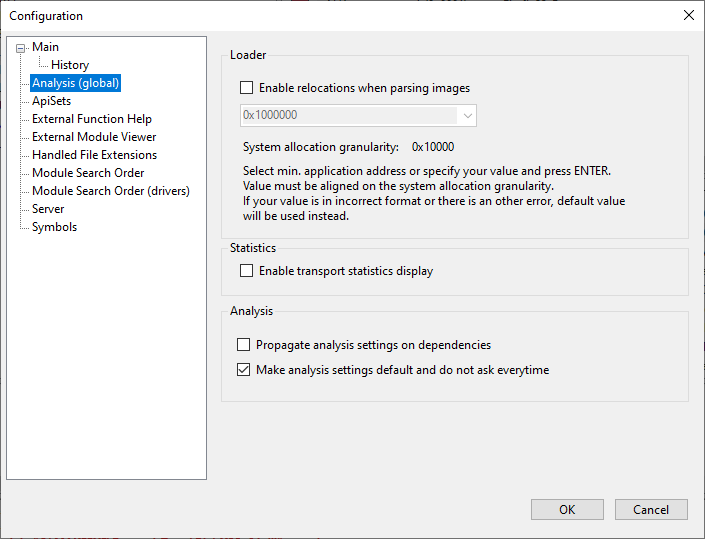 Configuration
Main
History
Analysis (global)
ApiSets
External Function Help
External Module Viewer
Handled File Extensions
Module Search Order
Module Search Order (drivers)
Server
Symbols
Loader
Enable relocations when parsing images
0x1000000
System allocation granularity: 0x10000
Select min. application address or specify your value and press ENTER.
Value must be aligned on the system allocation granularity.
If your value is in incorrect format or there is an other error, default value
will be used instead.
Statistics
Enable transport statistics display
Analysis
Propagate analysis settings on dependencies
Make analysis settings default and do not ask everytime
OK
Cancel